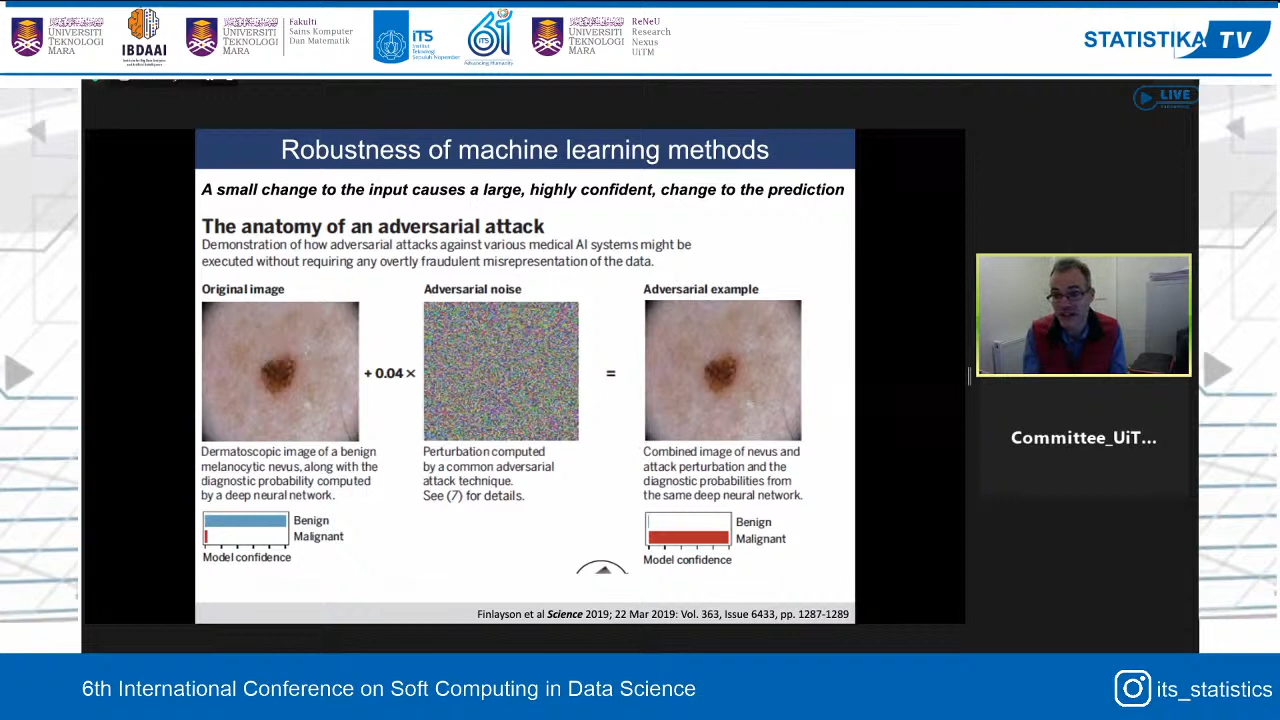 UNIVERSITI
TEKNOLOGI
MARA
IBDAAI
UNIVERSITI
TEKNOLOGI
MARA
Fakulti
Sains Komputer
Dan Matematik
ITS
Institut
Teknologi
Sepuluh Nopember
61
ITS
Advancing Humanity
UNIVERSITI
TEKNOLOGI
MARA
ReNeU
Research
Nexus
UiTM
STATISTIKA TV
LIVE
Robustness of machine learning methods
A small change to the input causes a large, highly confident, change to the prediction
The anatomy of an adversarial attack
Demonstration of how adversarial attacks against various medical AI systems might be
executed without requiring any overtly fraudulent misrepresentation of the data.
Original image
Adversarial noise
Adversarial example
+ 0.04 ×
=
Dermatoscopic image of a benign
melanocytic nevus, along with the
diagnostic probability computed
by a deep neural network.
Perturbation computed
by a common adversarial
attack technique.
See (7) for details.
Combined image of nevus and
attack perturbation and the
diagnostic probabilities from
the same deep neural network.
Benign
Malignant
Model confidence
Benign
Malignant
Model confidence
Finlayson et al Science 2019; 22 Mar 2019: Vol. 363, Issue 6433, pp. 1287-1289
Committee_UiT...
6th International Conference on Soft Computing in Data Science
its_statistics